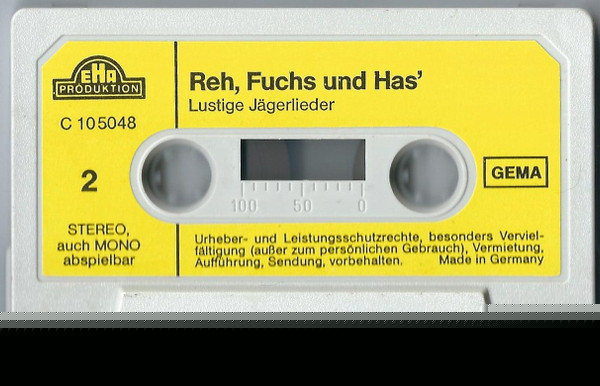 EHA
PRODUKTION
C 105048
2
STEREO,
auch MONO
abspielbar
Reh, Fuchs und Has'
Lustige Jägerlieder
100 50 0
GEMA
Urheber- und Leistungsschutzrechte, besonders Verviel-
fältigung (außer zum persönlichen Gebrauch), Vermietung,
Aufführung, Sendung, vorbehalten. Made in Germany